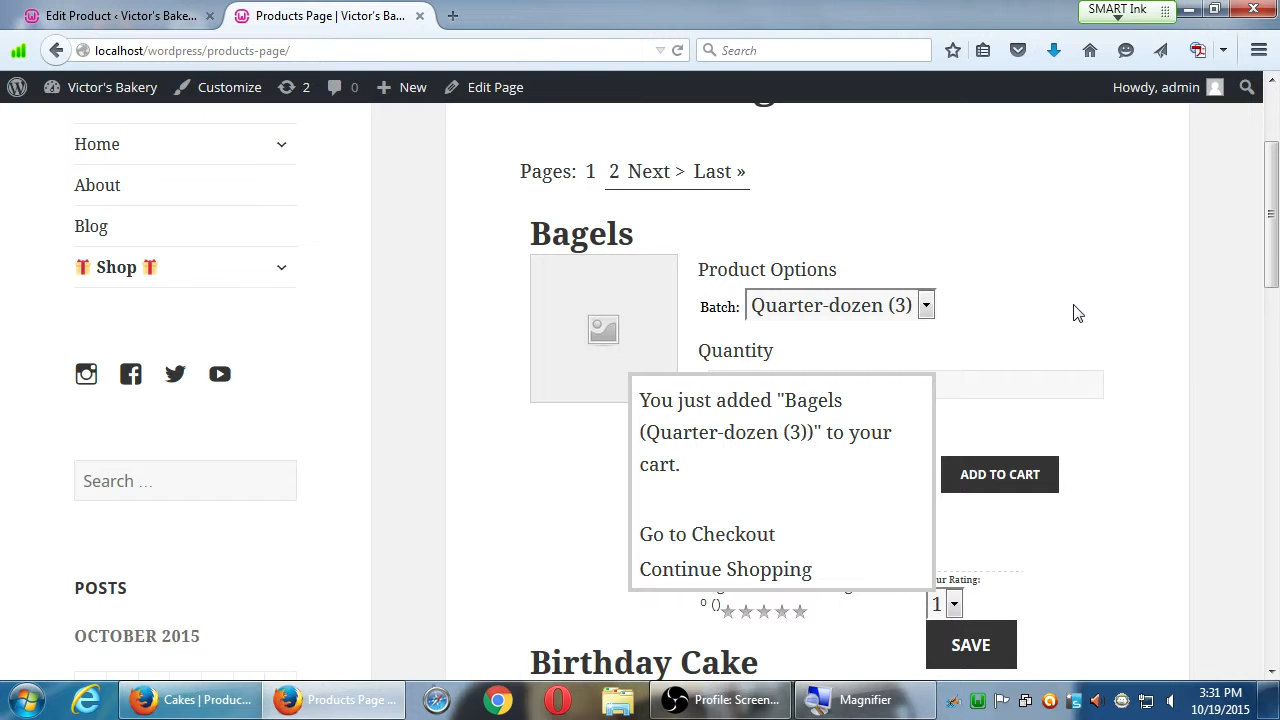 Edit Product ‹ Victor's Bake...
Products Page | Victor's Ba...
SMART Ink
localhost/wordpress/products-page/
Search
Victor's Bakery
Customize
2
0
New
Edit Page
Howdy, admin
Home
About
Blog
Shop
Search …
POSTS
OCTOBER 2015
Pages: 1 2 Next > Last »
Bagels
Product Options
Batch: Quarter-dozen (3)
Quantity
You just added "Bagels
(Quarter-dozen (3))" to your
cart.
Go to Checkout
Continue Shopping
ADD TO CART
ur Rating:
0 ()
1
SAVE
Birthday Cake
Cakes | Produc...
Products Page ...
Profile: Screen...
Magnifier
3:31 PM
10/19/2015